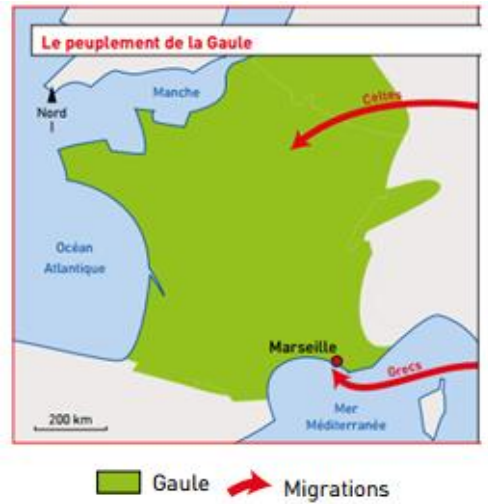 Le peuplement de la Gaule
Manche
Celtes
Nord
Océan
Atlantique
Marseille
Grecs
200 km
Mer
Méditerranée
Gaule
Migrations